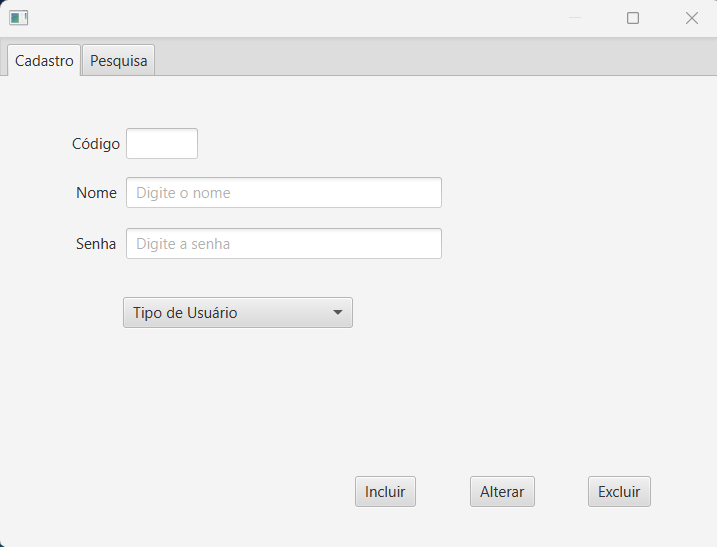 Cadastro Pesquisa
Código
Nome Digite o nome
Senha Digite a senha
Tipo de Usuário
Incluir Alterar Excluir